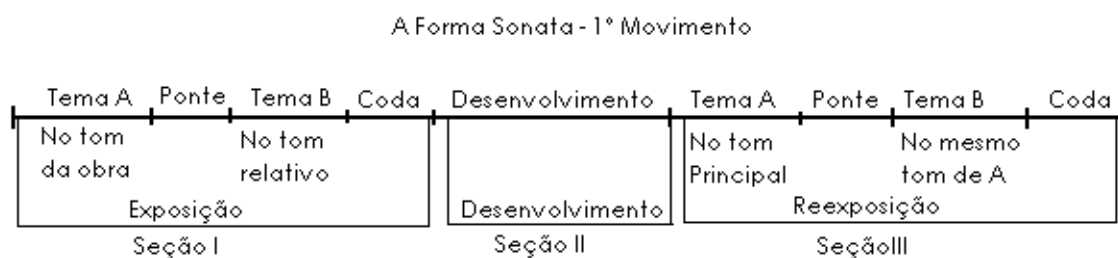 A Forma Sonata - 1º Movimento
Tema A Ponte Tema B Coda Desenvolvimento Tema A Ponte Tema B Coda
No tom da obra
No tom relativo
No tom Principal
No mesmo tom de A
Exposição Desenvolvimento Reexposição
Seção I Seção II SeçãoIII